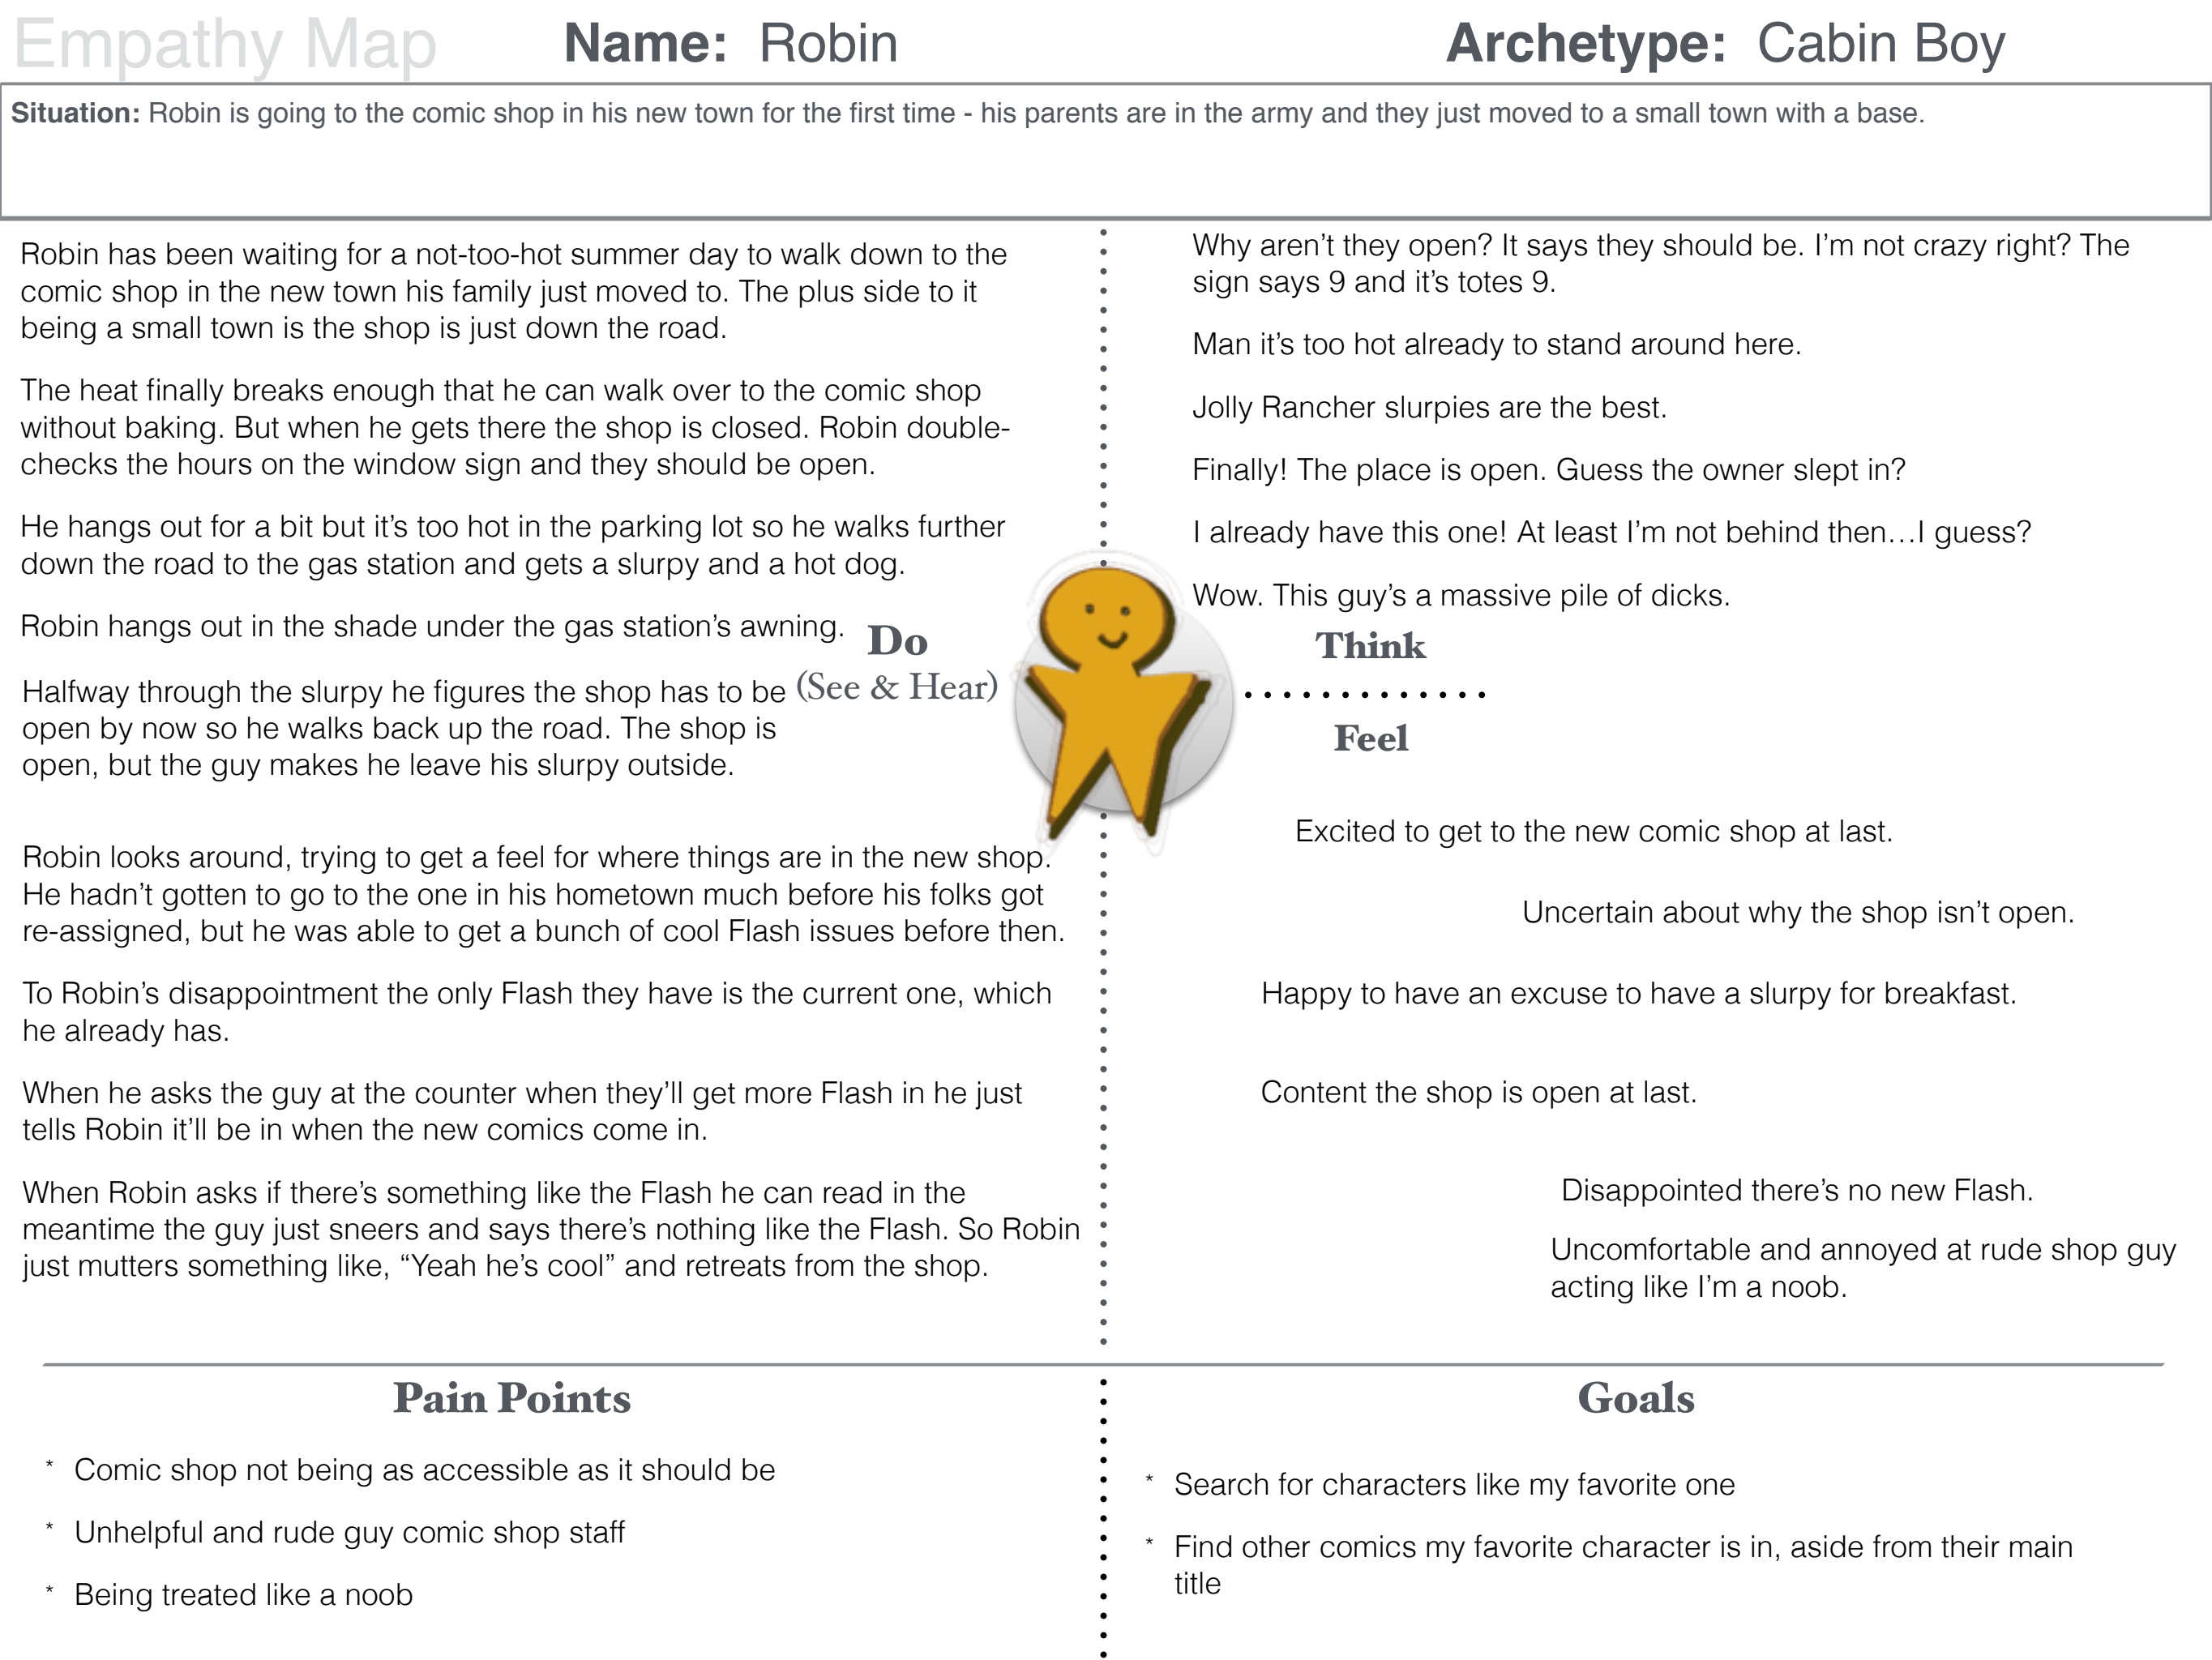 Empathy Map
Name: Robin
Archetype: Cabin Boy
Situation: Robin is going to the comic shop in his new town for the first time - his parents are in the army and they just moved to a small town with a base.
Robin has been waiting for a not-too-hot summer day to walk down to the
comic shop in the new town his family just moved to. The plus side to it
being a small town is the shop is just down the road.
The heat finally breaks enough that he can walk over to the comic shop
without baking. But when he gets there the shop is closed. Robin double-
checks the hours on the window sign and they should be open.
He hangs out for a bit but it’s too hot in the parking lot so he walks further
down the road to the gas station and gets a slurpy and a hot dog.
Robin hangs out in the shade under the gas station’s awning.
Halfway through the slurpy he figures the shop has to be
open by now so he walks back up the road. The shop is
open, but the guy makes he leave his slurpy outside.
Do
(See & Hear)
Robin looks around, trying to get a feel for where things are in the new shop.
He hadn’t gotten to go to the one in his hometown much before his folks got
re-assigned, but he was able to get a bunch of cool Flash issues before then.
To Robin’s disappointment the only Flash they have is the current one, which
he already has.
When he asks the guy at the counter when they’ll get more Flash in he just
tells Robin it’ll be in when the new comics come in.
When Robin asks if there’s something like the Flash he can read in the
meantime the guy just sneers and says there’s nothing like the Flash. So Robin
just mutters something like, “Yeah he’s cool” and retreats from the shop.
Why aren’t they open? It says they should be. I’m not crazy right? The
sign says 9 and it’s totes 9.
Man it’s too hot already to stand around here.
Jolly Rancher slurpies are the best.
Finally! The place is open. Guess the owner slept in?
I already have this one! At least I’m not behind then…I guess?
Wow. This guy’s a massive pile of dicks.
Think
Feel
Excited to get to the new comic shop at last.
Uncertain about why the shop isn’t open.
Happy to have an excuse to have a slurpy for breakfast.
Content the shop is open at last.
Disappointed there’s no new Flash.
Uncomfortable and annoyed at rude shop guy
acting like I’m a noob.
Pain Points
* Comic shop not being as accessible as it should be
* Unhelpful and rude guy comic shop staff
* Being treated like a noob
Goals
* Search for characters like my favorite one
* Find other comics my favorite character is in, aside from their main
title